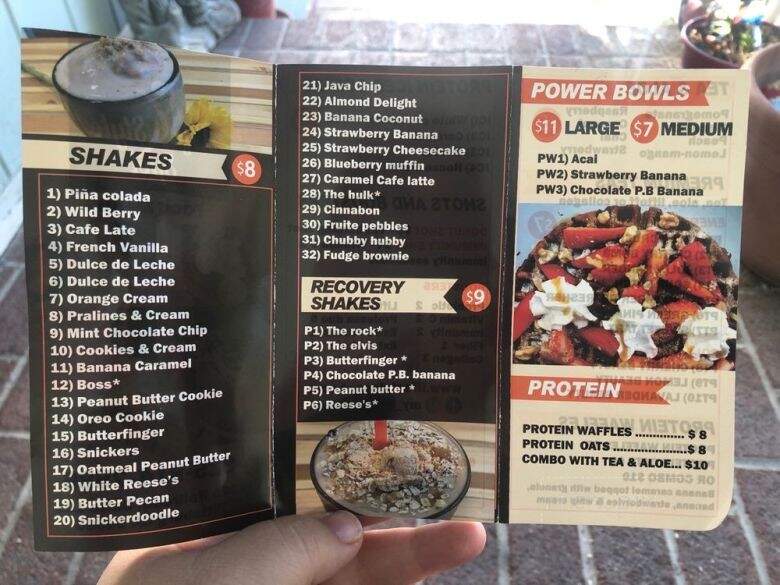 SHAKES
$8
1) Piña colada
2) Wild Berry
3) Cafe Late
4) French Vanilla
5) Dulce de Leche
6) Dulce de Leche
7) Orange Cream
8) Pralines & Cream
9) Mint Chocolate Chip
10) Cookies & Cream
11) Banana Caramel
12) Boss*
13) Peanut Butter Cookie
14) Oreo Cookie
15) Butterfinger
16) Snickers
17) Oatmeal Peanut Butter
18) White Reese's
19) Butter Pecan
20) Snickerdoodle
21) Java Chip
22) Almond Delight
23) Banana Coconut
24) Strawberry Banana
25) Strawberry Cheesecake
26) Blueberry muffin
27) Caramel Cafe latte
28) The hulk*
29) Cinnabon
30) Fruite pebbles
31) Chubby hubby
32) Fudge brownie
RECOVERY
SHAKES
$9
P1) The rock*
P2) The elvis
P3) Butterfinger *
P4) Chocolate P.B. banana
P5) Peanut butter *
P6) Reese's*
POWER BOWLS
$11 LARGE $7 MEDIUM
PW1) Acai
PW2) Strawberry Banana
PW3) Chocolate P.B Banana
PROTEIN
PROTEIN WAFFLES .............. $ 8
PROTEIN OATS ..................$ 8
COMBO WITH TEA & ALOE... $10